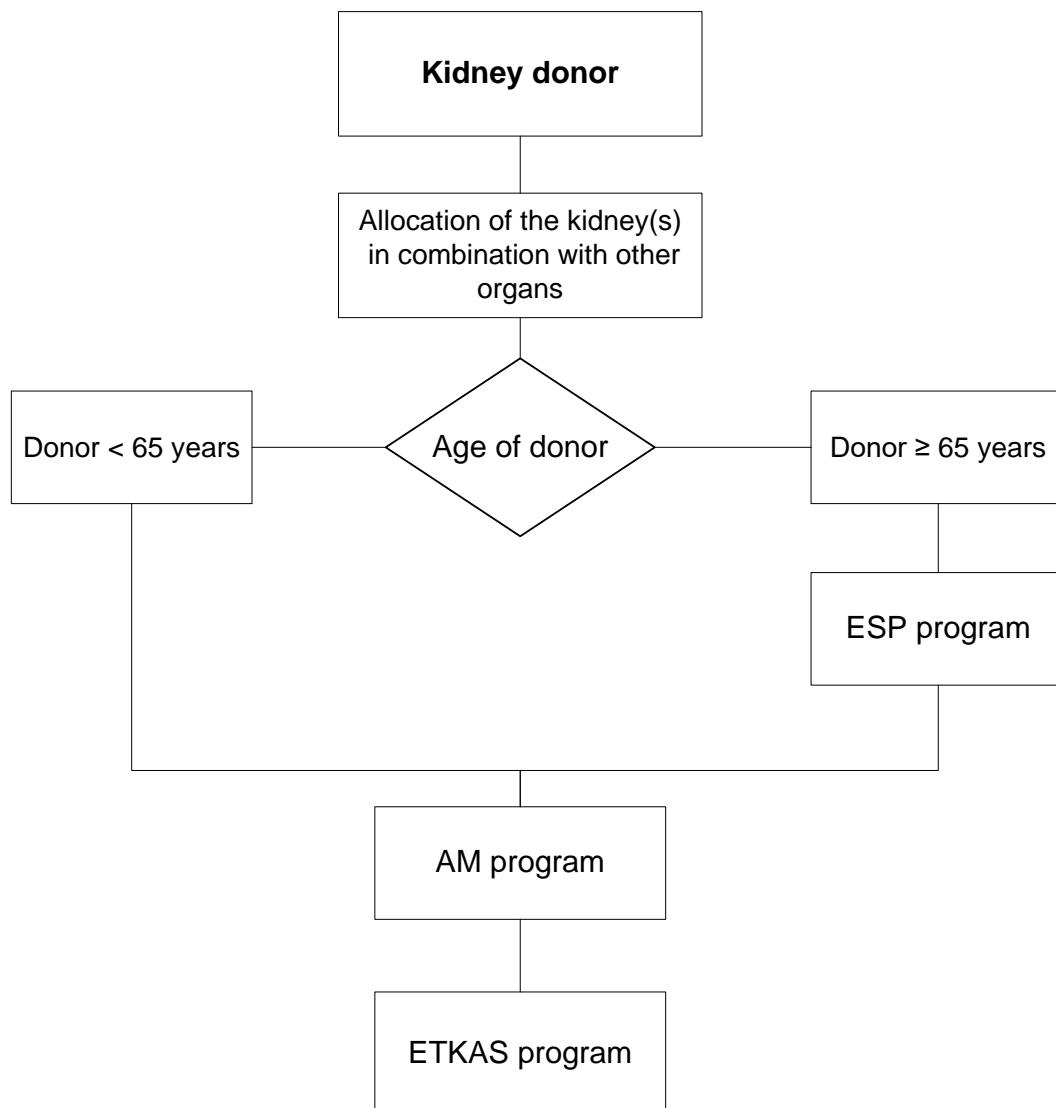 Kidney donor
Allocation of the kidney(s)
in combination with other
organs
Donor < 65 years
Age of donor
Donor ≥ 65 years
ESP program
AM program
ETKAS program